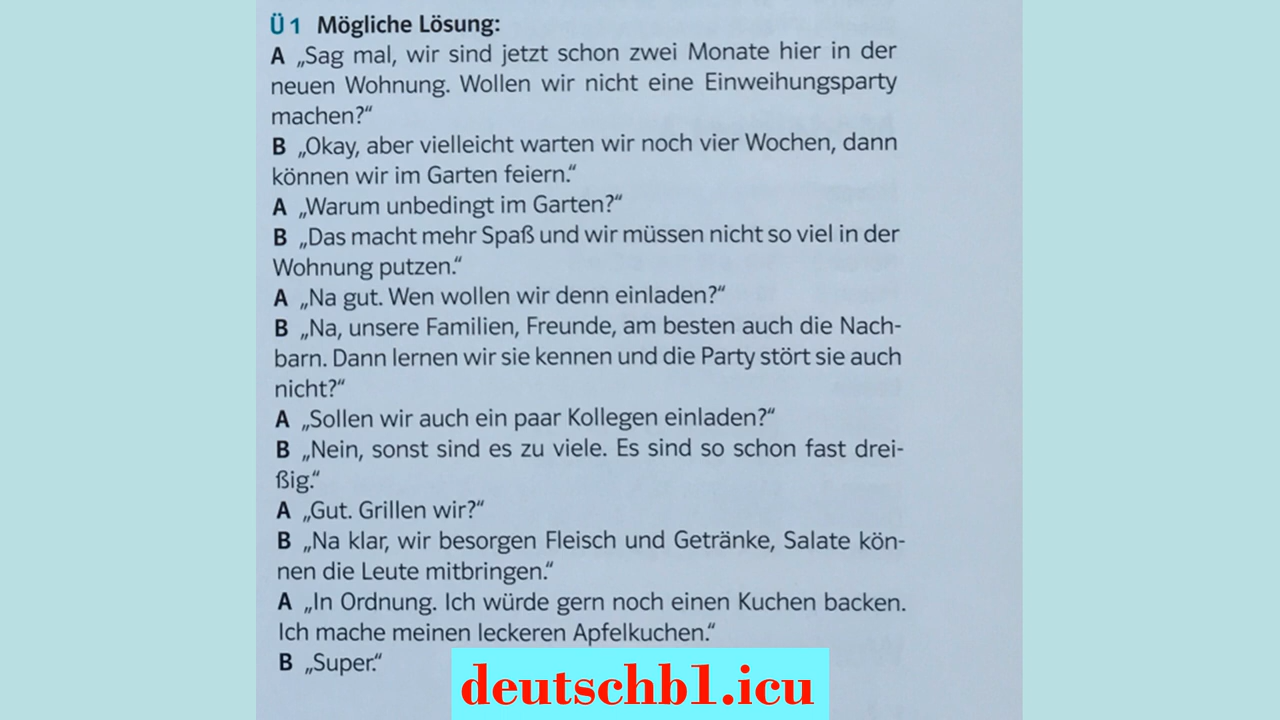 Ü 1 Mögliche Lösung:
A „Sag mal, wir sind jetzt schon zwei Monate hier in der
neuen Wohnung. Wollen wir nicht eine Einweihungsparty
machen?“
B „Okay, aber vielleicht warten wir noch vier Wochen, dann
können wir im Garten feiern.“
A „Warum unbedingt im Garten?“
B „Das macht mehr Spaß und wir müssen nicht so viel in der
Wohnung putzen.“
A „Na gut. Wen wollen wir denn einladen?“
B „Na, unsere Familien, Freunde, am besten auch die Nach-
barn. Dann lernen wir sie kennen und die Party stört sie auch
nicht?“
A „Sollen wir auch ein paar Kollegen einladen?“
B „Nein, sonst sind es zu viele. Es sind so schon fast drei-
ßig.“
A „Gut. Grillen wir?“
B „Na klar, wir besorgen Fleisch und Getränke, Salate kön-
nen die Leute mitbringen.“
A „In Ordnung. Ich würde gern noch einen Kuchen backen.
Ich mache meinen leckeren Apfelkuchen.“
B „Super.“
deutschb1.icu